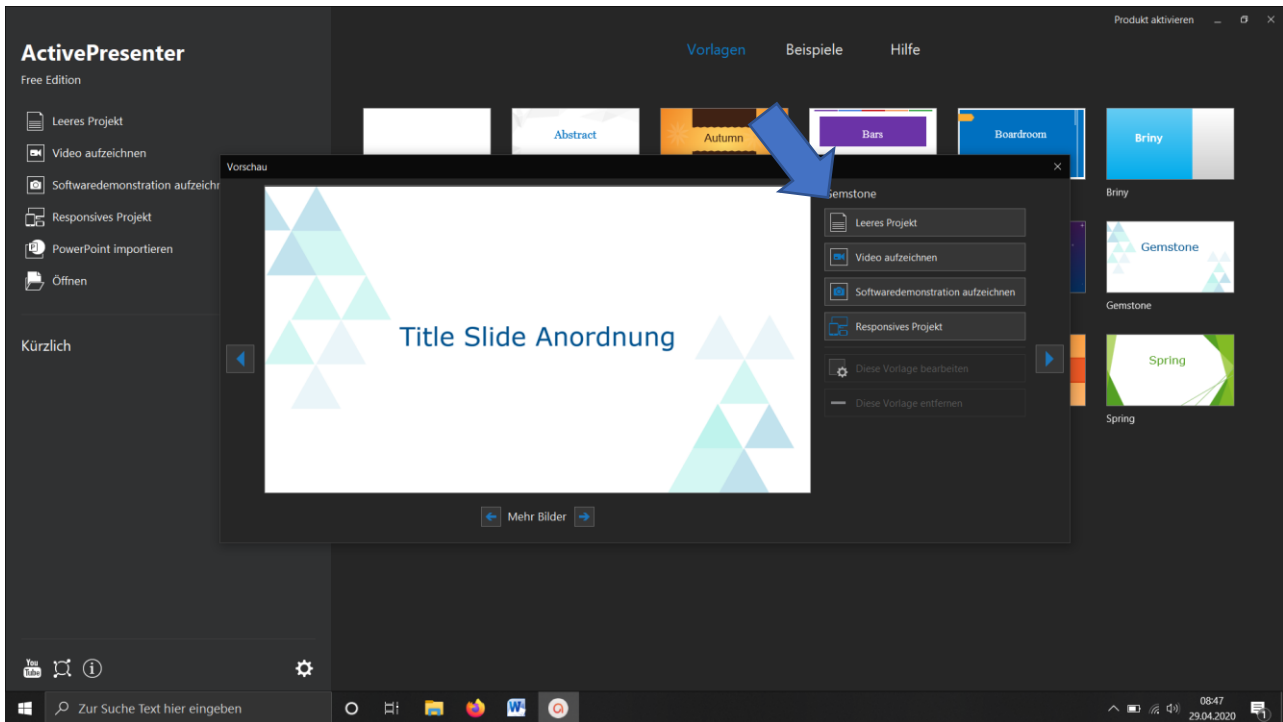 Produkt aktivieren
ActivePresenter
Free Edition
Vorlagen Beispiele Hilfe
Leeres Projekt
Video aufzeichnen
Softwaredemonstration aufzeichn
Responsives Projekt
PowerPoint importieren
Öffnen
Kürzlich
Abstract
Autumn
Bars
Boardroom
Briny
Briny
Gemstone
Gemstone
Spring
Spring
Vorschau
Title Slide Anordnung
Mehr Bilder
Gemstone
Leeres Projekt
Video aufzeichnen
Softwaredemonstration aufzeichnen
Responsives Projekt
Diese Vorlage bearbeiten
Diese Vorlage entfernen
You
Tube
Zur Suche Text hier eingeben
08:47
29.04.2020
1